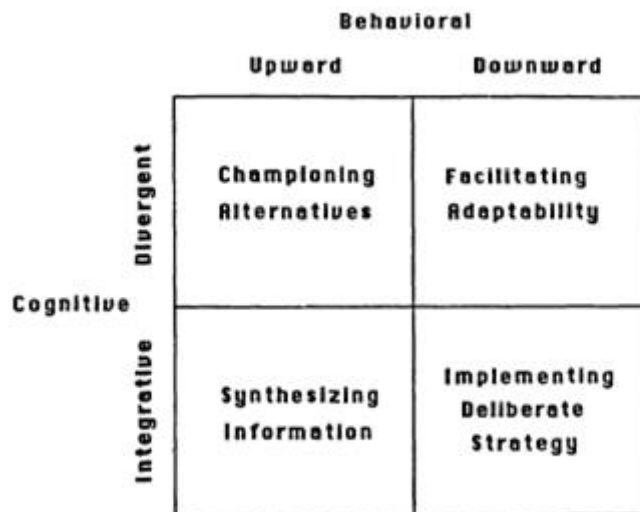 Behavioral
Upward Downward
Divergent
Championing
Alternatives
Facilitating
Adaptability
Cognitive
Integrative
Synthesizing
Information
Implementing
Deliberate
Strategy